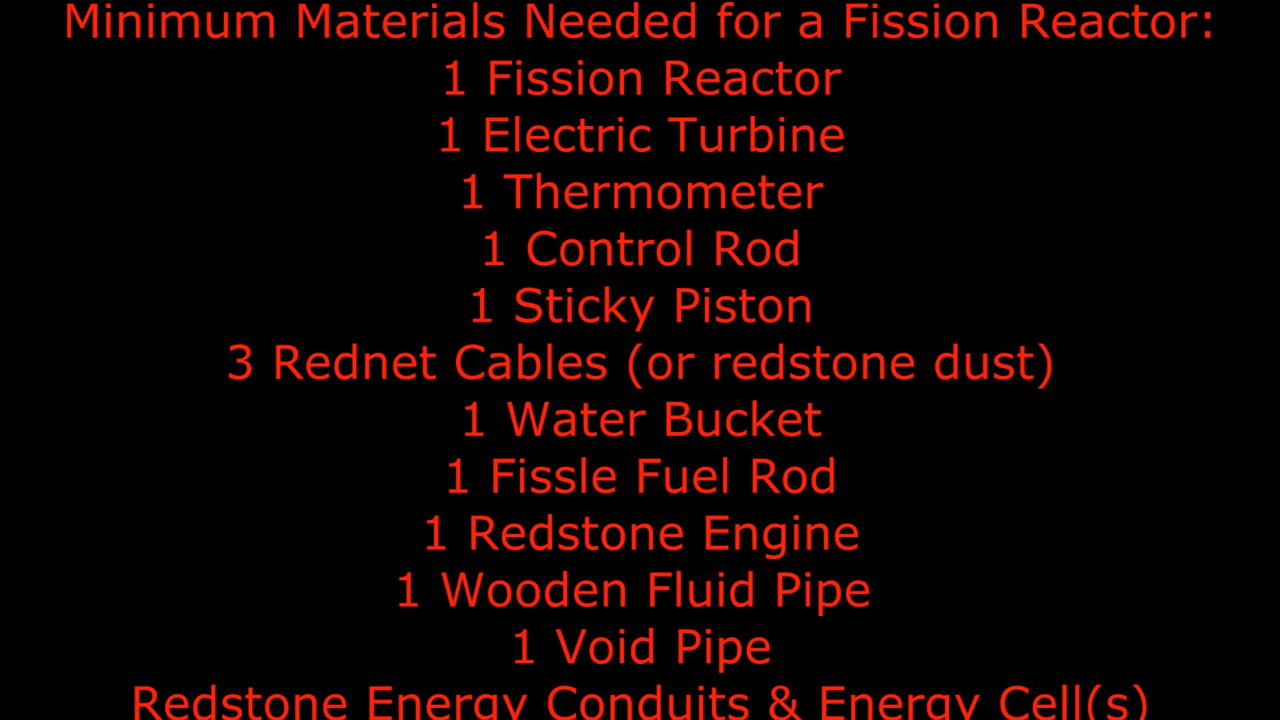 Minimum Materials Needed for a Fission Reactor:
1 Fission Reactor
1 Electric Turbine
1 Thermometer
1 Control Rod
1 Sticky Piston
3 Rednet Cables (or redstone dust)
1 Water Bucket
1 Fissle Fuel Rod
1 Redstone Engine
1 Wooden Fluid Pipe
1 Void Pipe
Redstone Energy Conduits & Energy Cell(s)